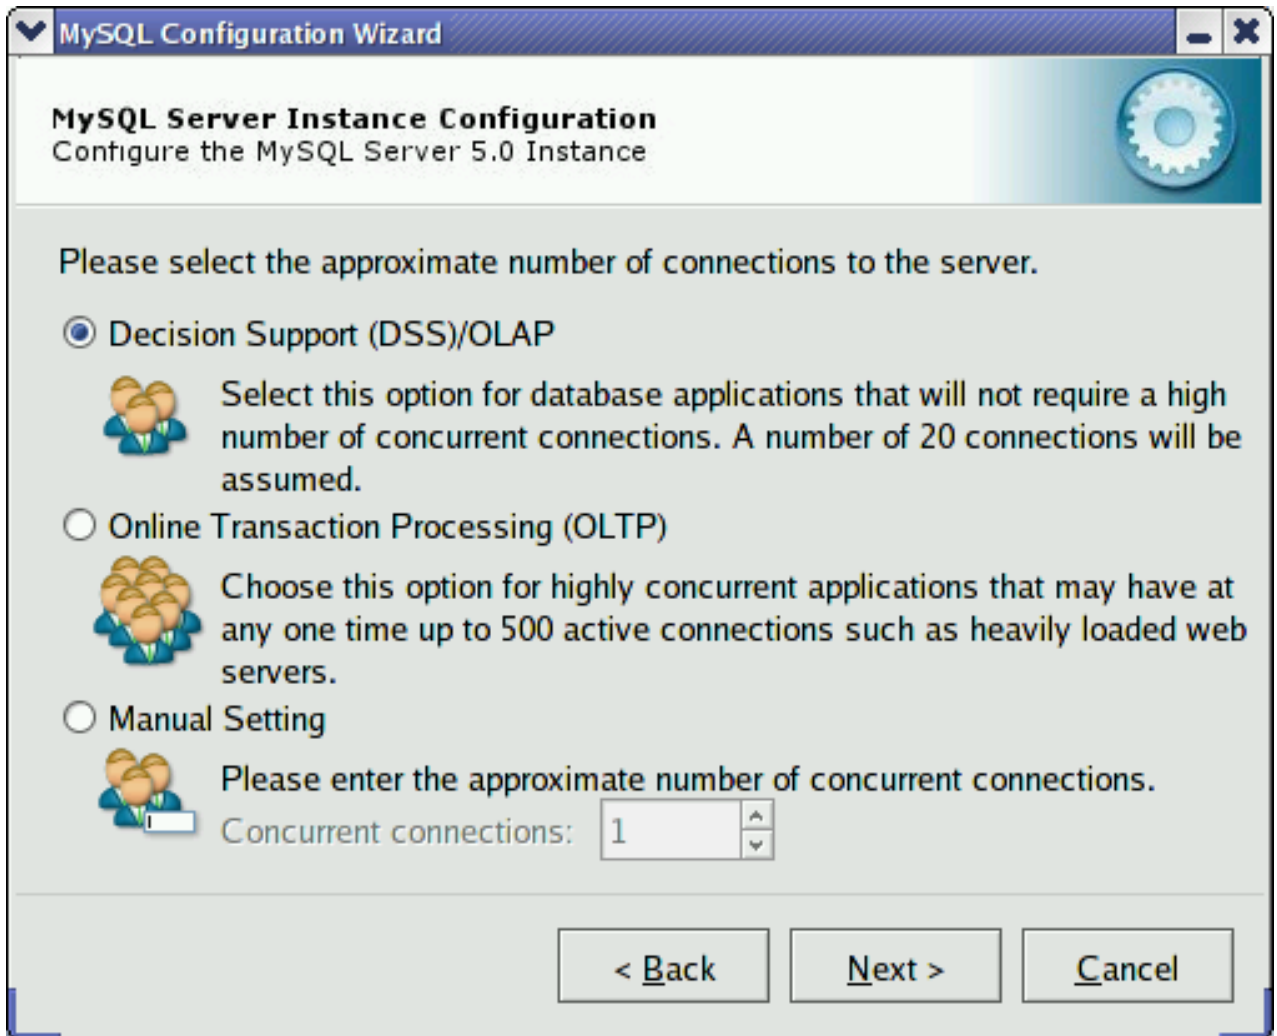 MySQL Configuration Wizard
MySQL Server Instance Configuration
Configure the MySQL Server 5.0 Instance
Please select the approximate number of connections to the server.
Decision Support (DSS)/OLAP
Select this option for database applications that will not require a high
number of concurrent connections. A number of 20 connections will be
assumed.
Online Transaction Processing (OLTP)
Choose this option for highly concurrent applications that may have at
any one time up to 500 active connections such as heavily loaded web
servers.
Manual Setting
Please enter the approximate number of concurrent connections.
Concurrent connections: 1
< Back Next > Cancel